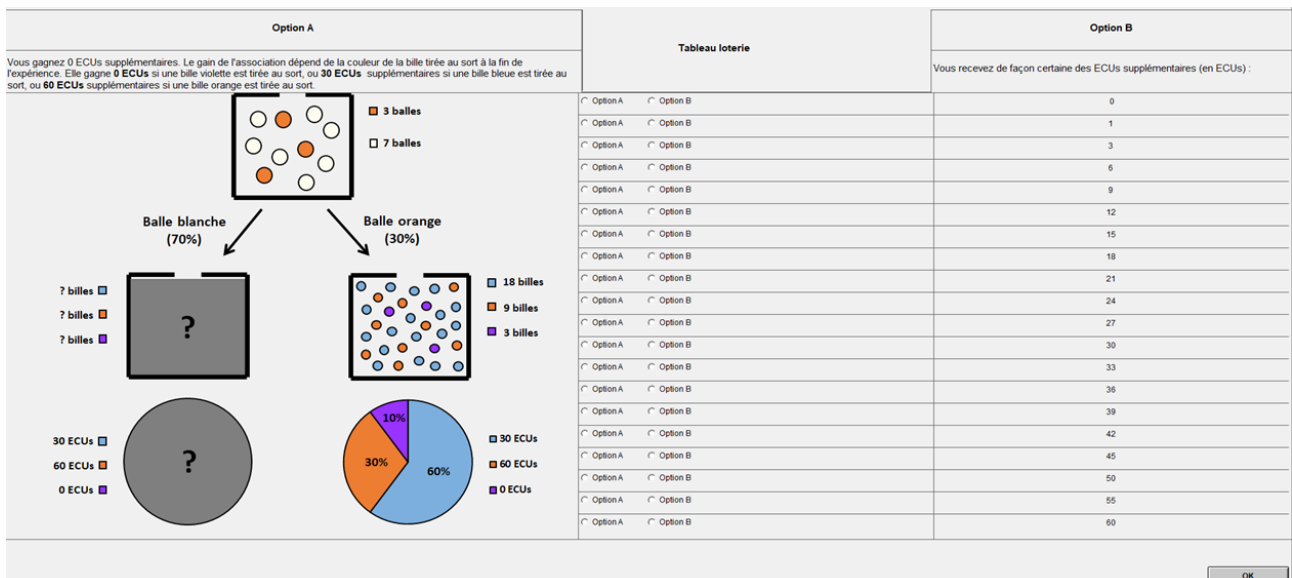 Option A
Tableau loterie
Option B
Vous gagnez 0 ECUs supplémentaires. Le gain de l'association dépend de la couleur de la bille tirée au sort à la fin de
l'expérience. Elle gagne 0 ECUs si une bille violette est tirée au sort, ou 30 ECUs supplémentaires si une bille bleue est tirée au
sort, ou 60 ECUs supplémentaires si une bille orange est tirée au sort.
Vous recevez de façon certaine des ECUs supplémentaires (en ECUs) :
3 balles
7 balles
Balle blanche
(70%)
Balle orange
(30%)
? billes
? billes
? billes
?
18 billes
9 billes
3 billes
30 ECUs
60 ECUs
0 ECUs
?
10%
30%
60%
30 ECUs
60 ECUs
0 ECUs
Option A Option B 0
Option A Option B 1
Option A Option B 3
Option A Option B 6
Option A Option B 9
Option A Option B 12
Option A Option B 15
Option A Option B 18
Option A Option B 21
Option A Option B 24
Option A Option B 27
Option A Option B 30
Option A Option B 33
Option A Option B 36
Option A Option B 39
Option A Option B 42
Option A Option B 45
Option A Option B 50
Option A Option B 55
Option A Option B 60
OK